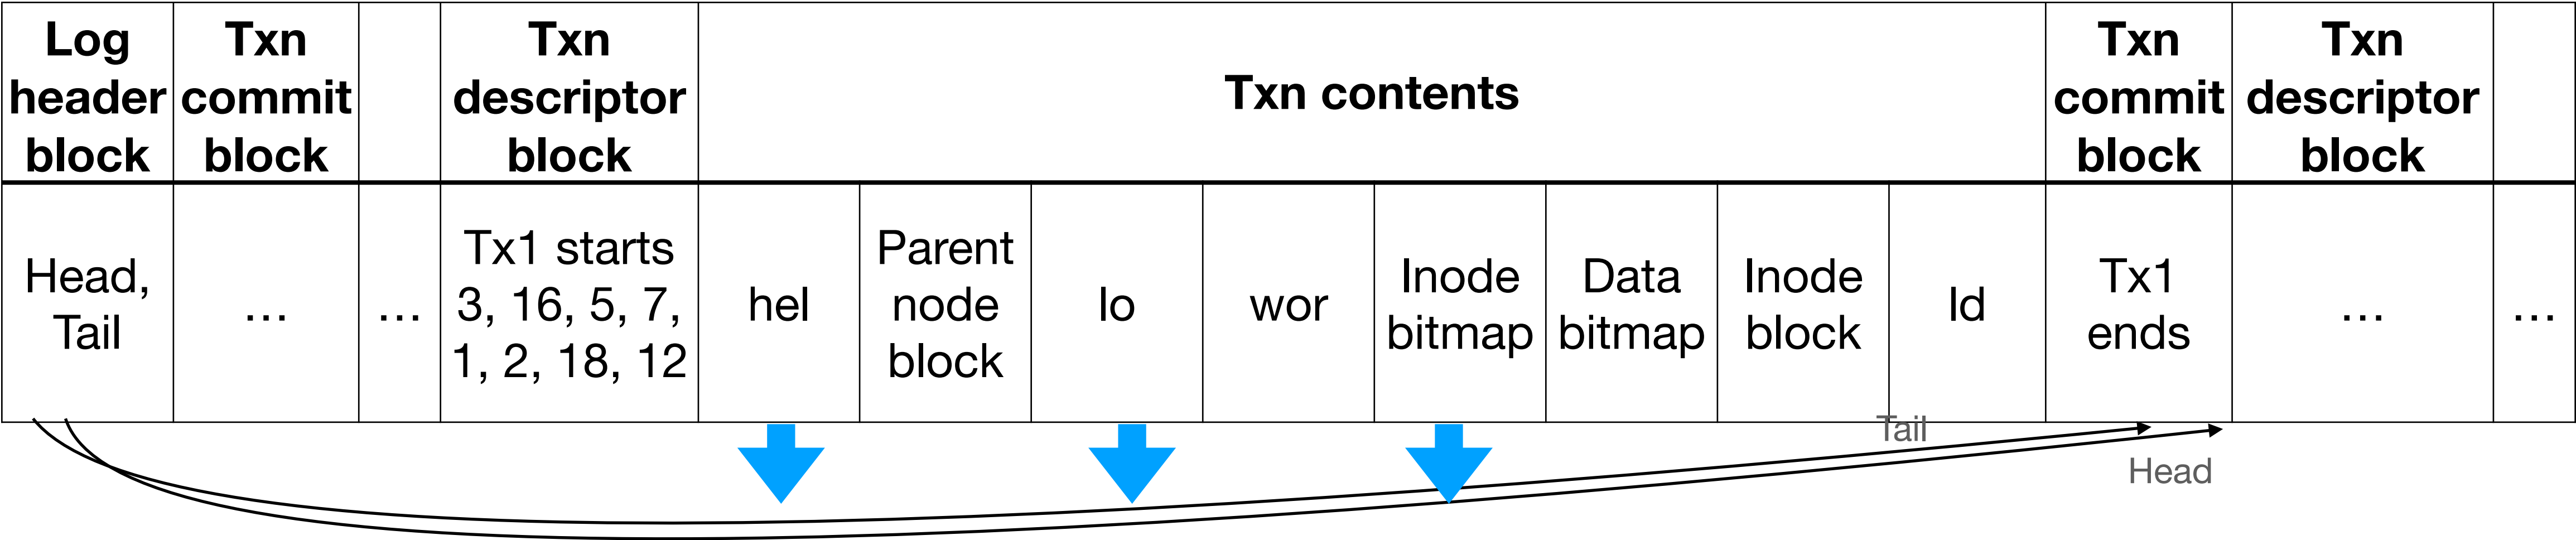 Log
header
block
Txn
commit
block
Txn
descriptor
block
Txn contents
Txn
commit
block
Txn
descriptor
block
Head,
Tail
...
...
Tx1 starts
3, 16, 5, 7,
1, 2, 18, 12
hel
Parent
node
block
lo
wor
Inode
bitmap
Data
bitmap
Inode
block
ld
Tx1
ends
...
...
Tail
Head